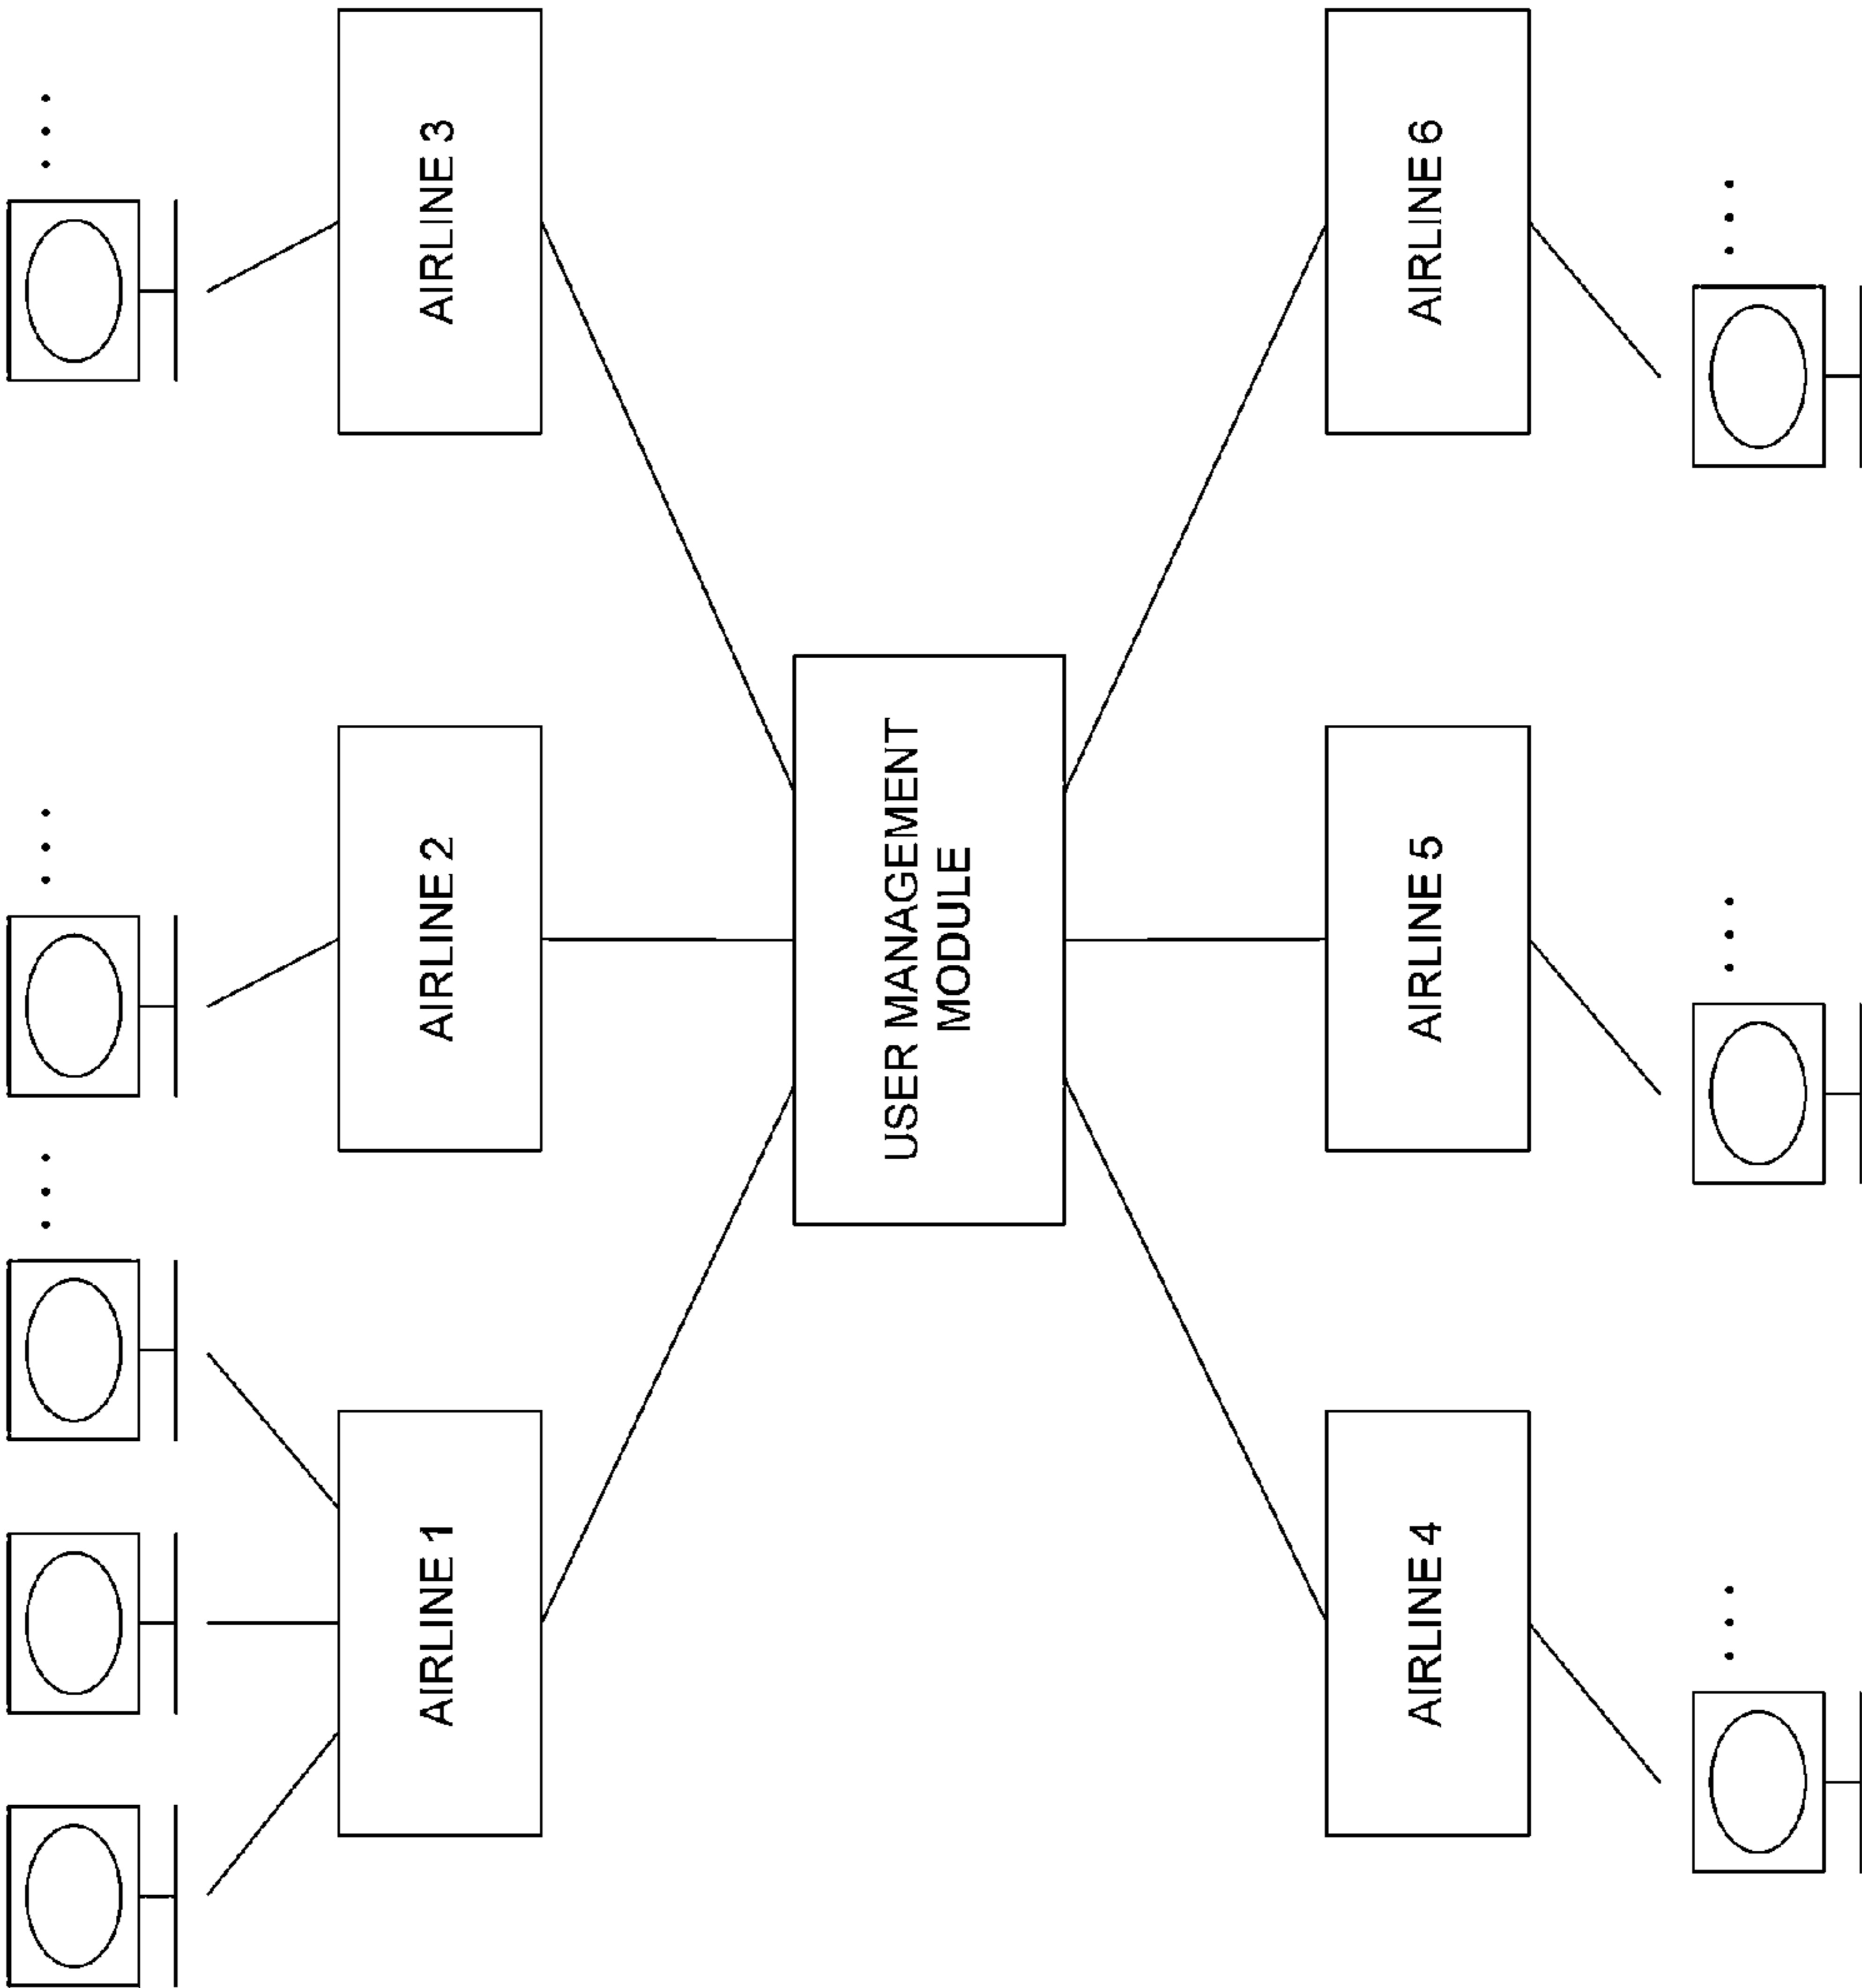 AIRLINE 1
AIRLINE 2
AIRLINE 3
USER MANAGEMENT
MODULE
AIRLINE 4
AIRLINE 5
AIRLINE 6